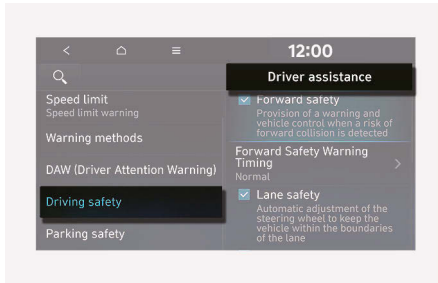 12:00
Driver assistance
Speed limit
Speed limit warning
Warning methods
DAW (Driver Attention Warning)
Driving safety
Parking safety
Forward safety
Provision of a warning and
vehicle control when a risk of
forward collision is detected
Forward Safety Warning
Timing
Normal
Lane safety
Automatic adjustment of the
steering wheel to keep the
vehicle within the boundaries
of the lane